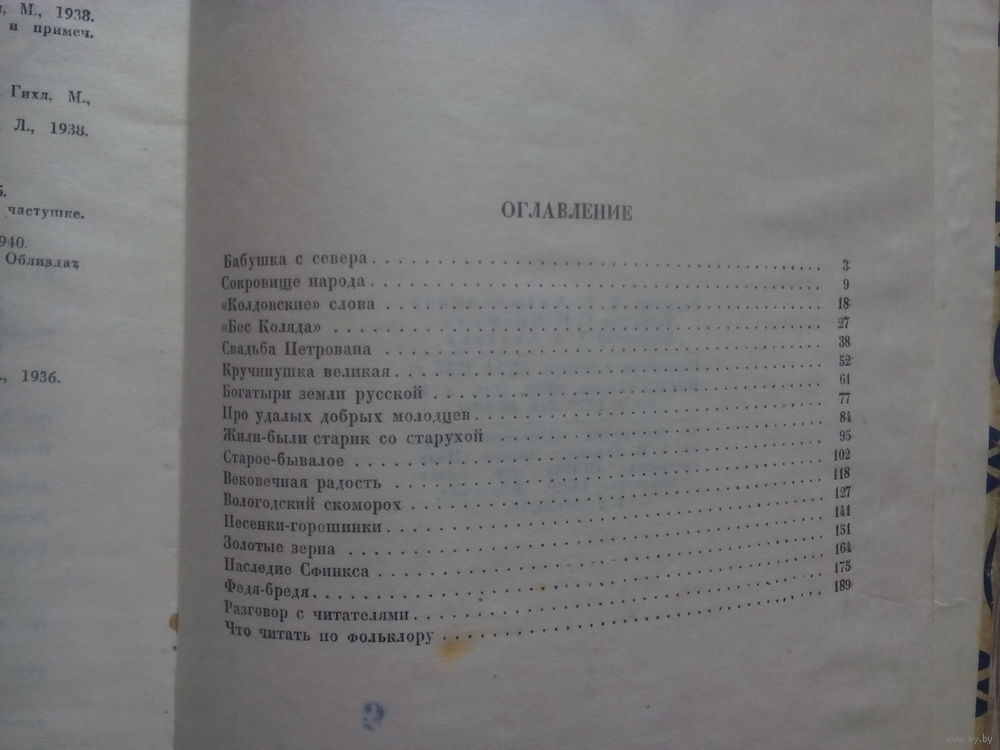 М., 1938.
и примеч.
Гихл. М.,
Л., 1938.
частушке.
940.
Облиздат,
., 1936.
ОГЛАВЛЕНИЕ
Бабушка с севера . . . . . . . . . . 3
Сокровище народа . . . . . . . . . . 9
«Колдовские» слова . . . . . . . . . . 18
«Бес Коляда» . . . . . . . . . . 27
Свадьба Петрована . . . . . . . . . . 38
Кручинушка великая . . . . . . . . . . 52
Богатыри земли русской . . . . . . . . . . 61
Про удалых добрых молодцев . . . . . . . . . . 77
Жили-были старик со старухой . . . . . . . . . . 84
Старое-бывалое . . . . . . . . . . 95
Вековечная радость . . . . . . . . . . 102
Вологодский скоморох . . . . . . . . . . 118
Песенки-горошинки . . . . . . . . . . 127
Золотые зерна . . . . . . . . . . 141
Наследие Сфинкса . . . . . . . . . . 151
Федя-бредя . . . . . . . . . . 164
Разговор с читателями . . . . . . . . . . 175
Что читать по фольклору . . . . . . . . . . 189
www.ay.by